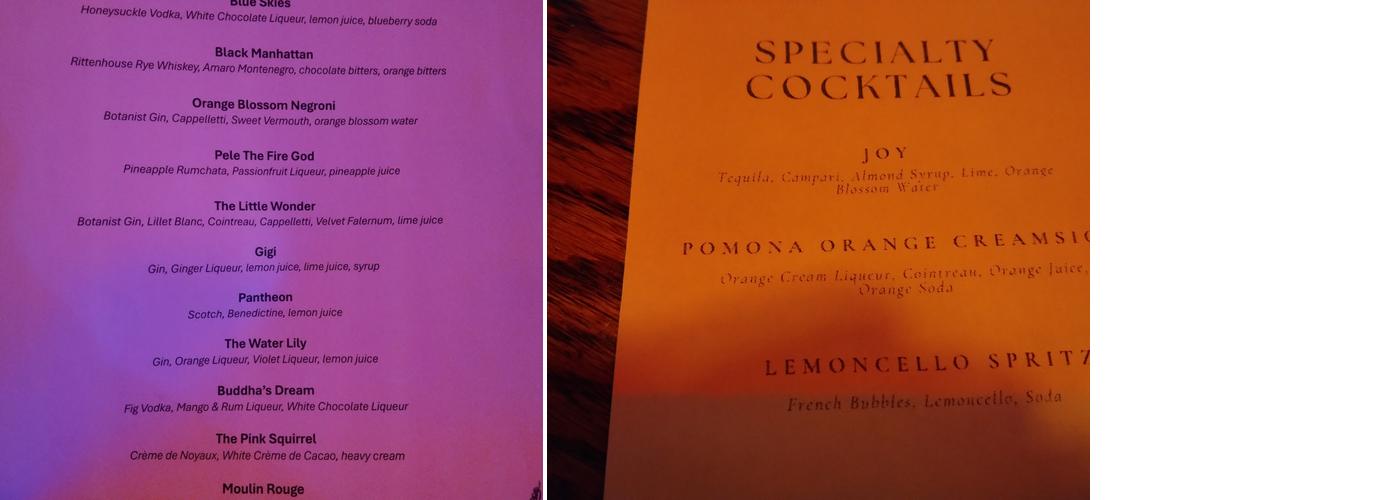 Blue Skies
Honeysuckle Vodka, White Chocolate Liqueur, lemon juice, blueberry soda
Black Manhattan
Rittenhouse Rye Whiskey, Amaro Montenegro, chocolate bitters, orange bitters
Orange Blossom Negroni
Botanist Gin, Cappelletti, Sweet Vermouth, orange blossom water
Pele The Fire God
Pineapple Rumchata, Passionfruit Liqueur, pineapple juice
The Little Wonder
Botanist Gin, Lillet Blanc, Cointreau, Cappelletti, Velvet Falernum, lime juice
Gigi
Gin, Ginger Liqueur, lemon juice, lime juice, syrup
Pantheon
Scotch, Benedictine, lemon juice
The Water Lily
Gin, Orange Liqueur, Violet Liqueur, lemon juice
Buddha's Dream
Fig Vodka, Mango & Rum Liqueur, White Chocolate Liqueur
The Pink Squirrel
Crème de Noyaux, White Crème de Cacao, heavy cream
Moulin Rouge
SPECIALTY
COCKTAILS
JOY
Tequila, Campari, Almond Syrup, Lime, Orange
Blossom Water
POMONA ORANGE CREAMSIC
Orange Cream Liqueur, Cointreau, Orange Juice,
Orange Soda
LEMONCELLO SPRITZ
French Bubbles, Lemoncello, Soda